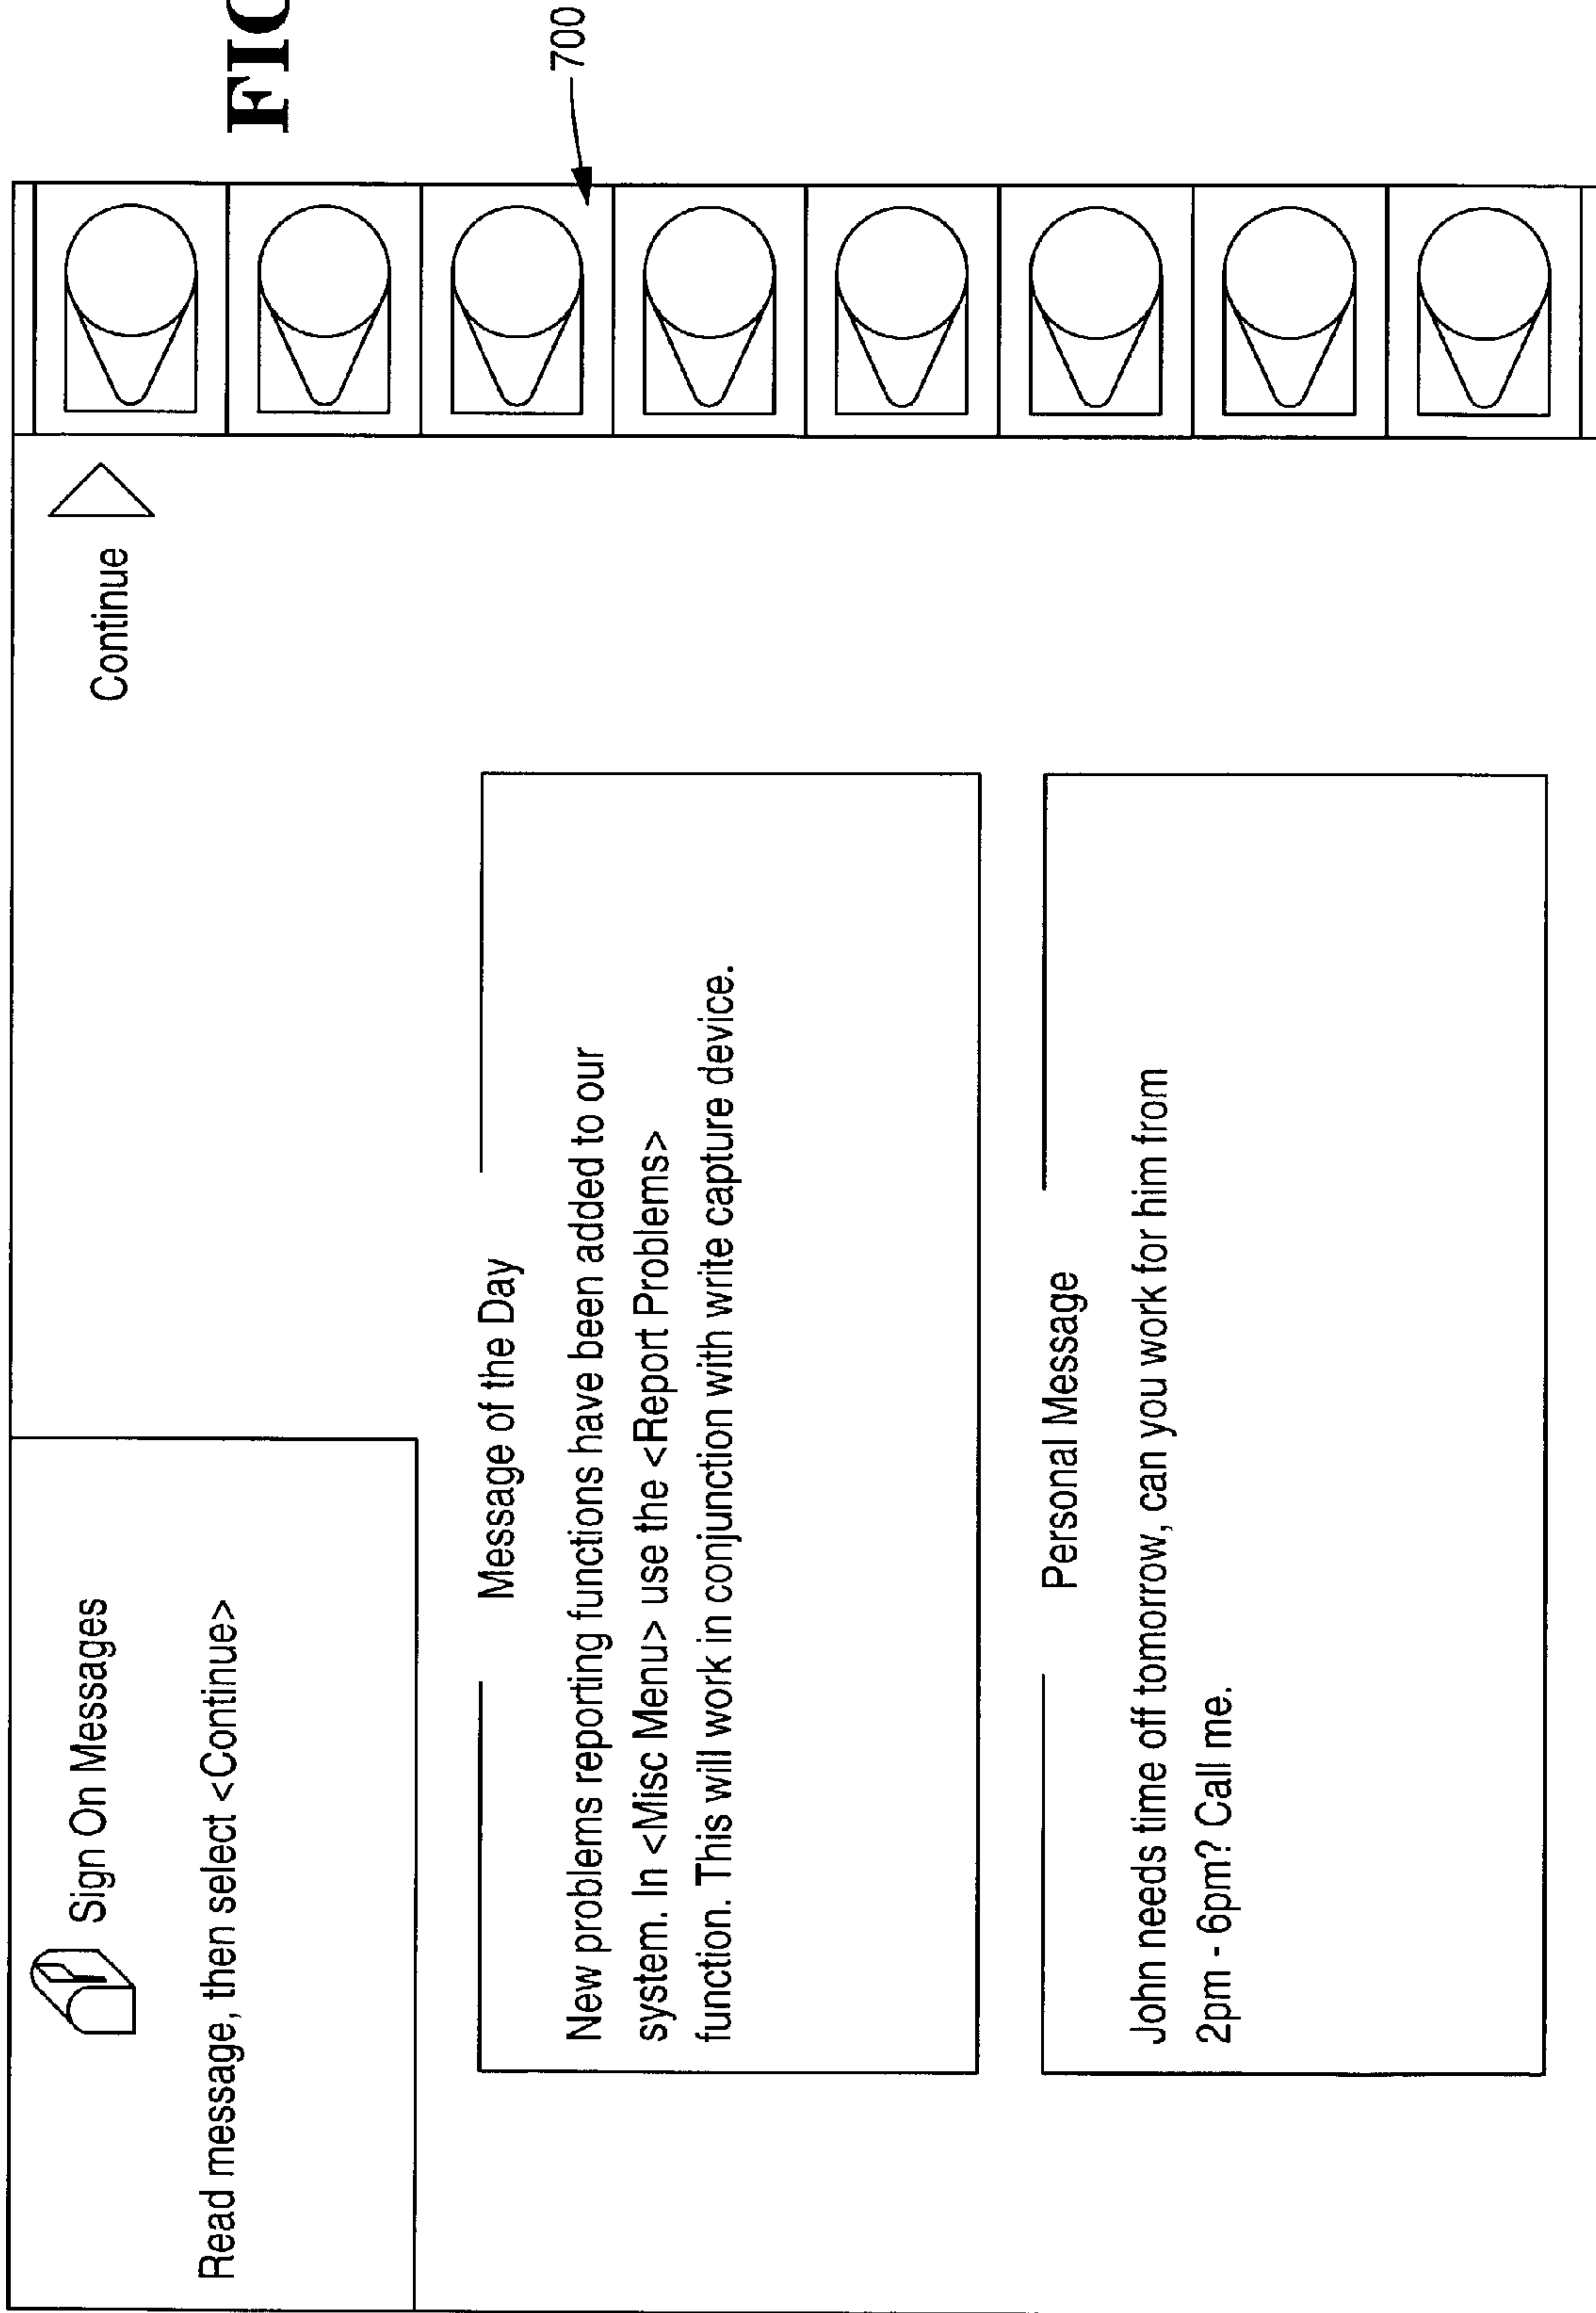 FIG
700
Sign On Messages
Continue
Read message, then select <Continue>
Message of the Day
New problems reporting functions have been added to our
system. In <Misc Menu> use the <Report Problems>
function. This will work in conjunction with write capture device.
Personal Message
John needs time off tomorrow, can you work for him from
2pm - 6pm? Call me.